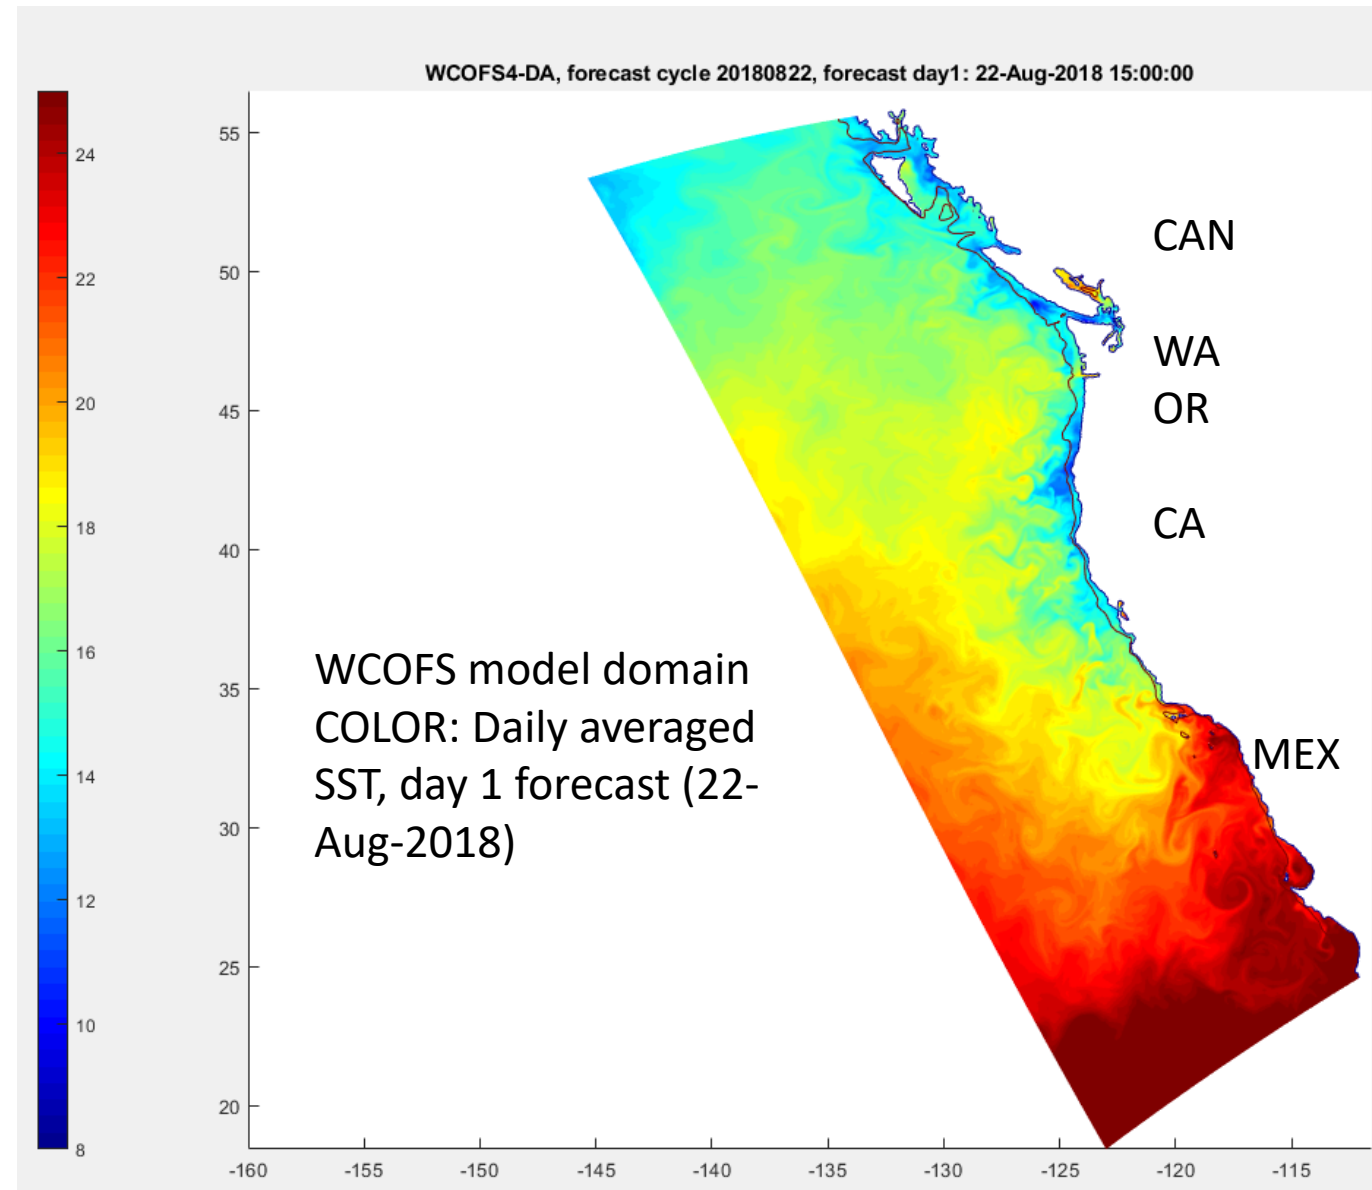 WCOFS4-DA, forecast cycle 20180822, forecast day1: 22-Aug-2018 15:00:00
24
22
20
18
16
14
12
10
8
55
50
45
40
35
30
25
20
CAN
WA
OR
CA
MEX
WCOFS model domain
COLOR: Daily averaged
SST, day 1 forecast (22-
Aug-2018)
-160
-155
-150
-145
-140
-135
-130
-125
-120
-115